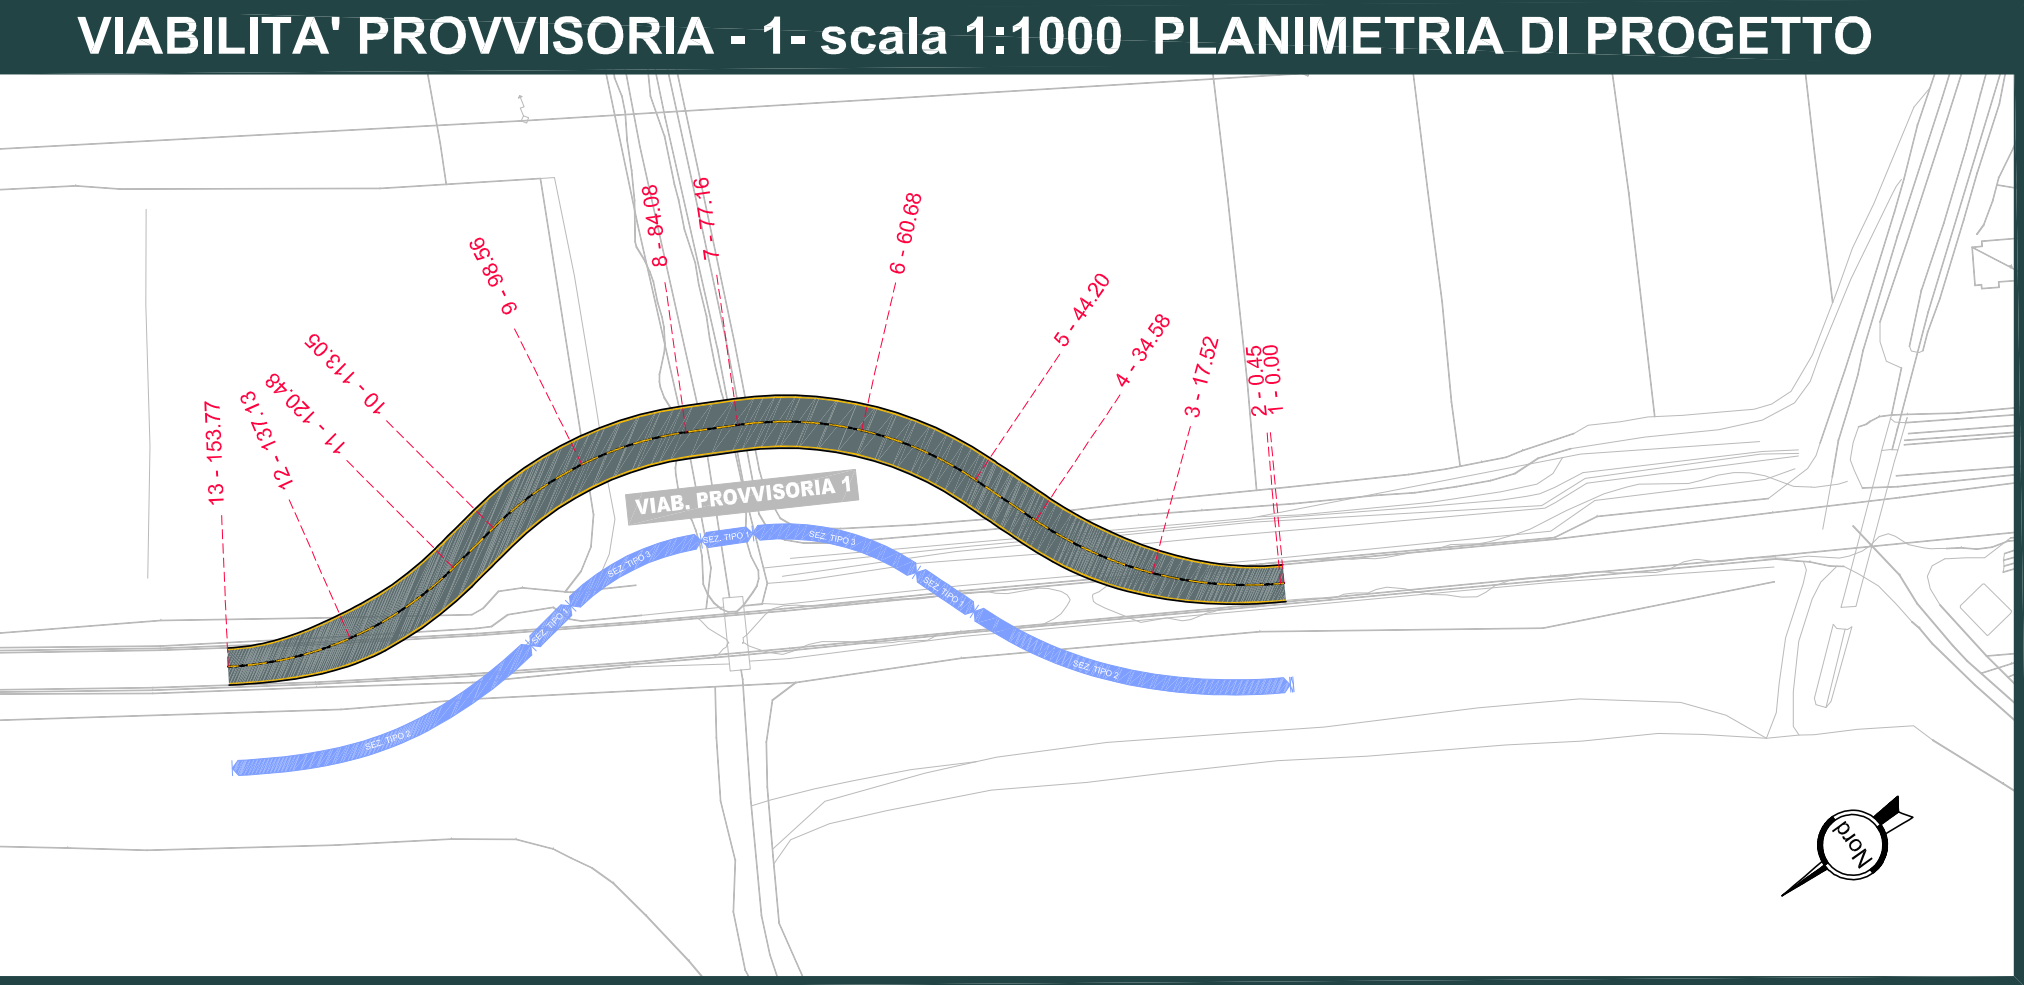 VIABILITA' PROVVISORIA - 1- scala 1:1000 PLANIMETRIA DI PROGETTO
13 - 153.77
12 - 137.13
11 - 120.48
10 - 113.05
9 - 98.56
8 - 84.08
7 - 77.16
6 - 60.68
5 - 44.20
4 - 34.58
3 - 17.52
2 - 0.45
1 - 0.00
VIAB. PROVVISORIA 1
SEZ. TIPO 2
SEZ. TIPO 1
SEZ. TIPO 3
SEZ. TIPO 1
SEZ. TIPO 3
SEZ. TIPO 1
SEZ. TIPO 2
Nord